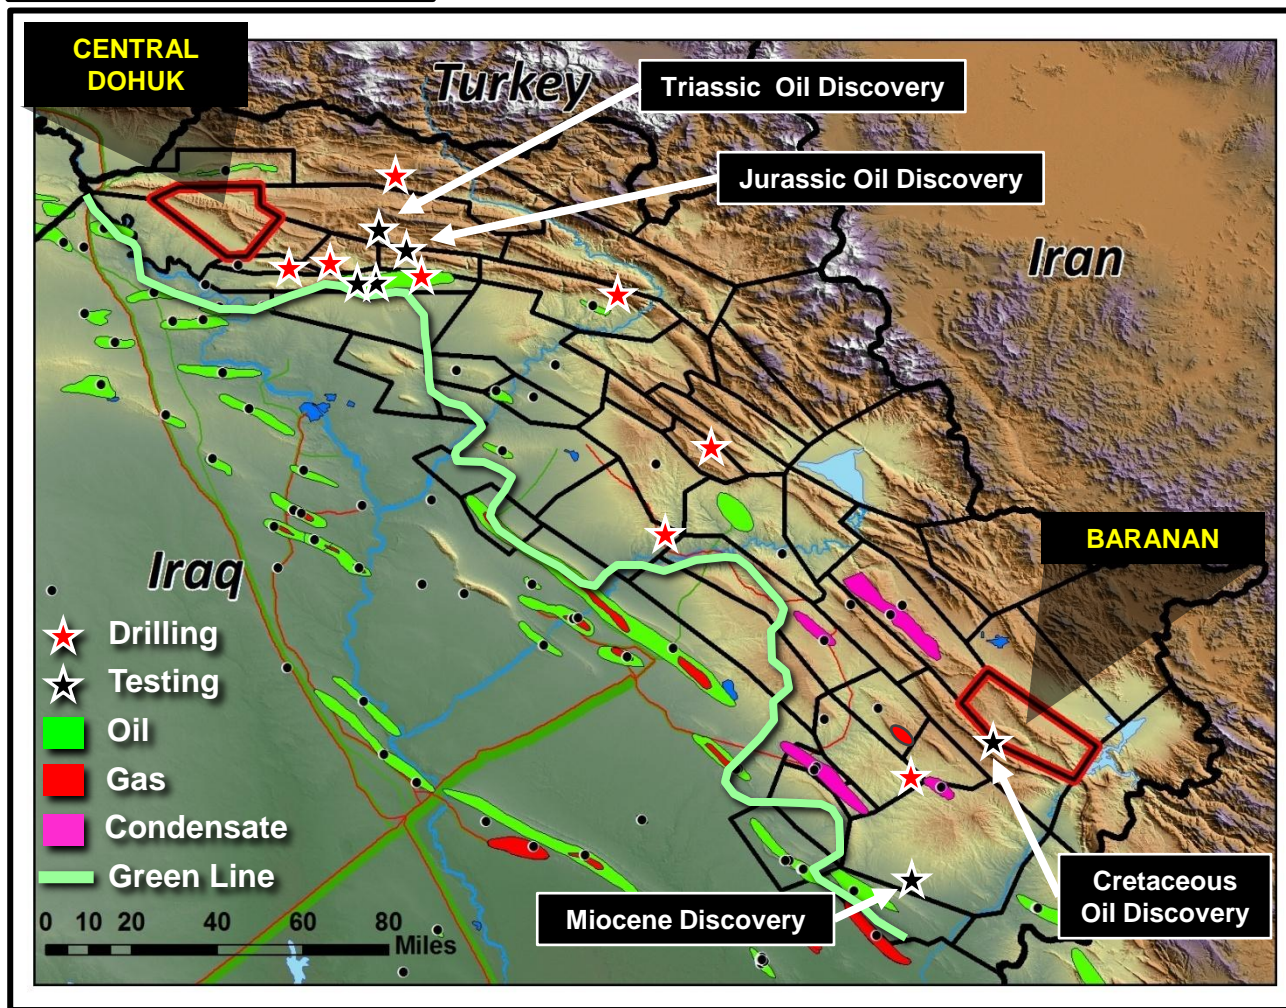 CENTRAL
DOHUK
Turkey
Triassic Oil Discovery
Jurassic Oil Discovery
Iran
BARANAN
Iraq
Drilling
Testing
Oil
Gas
Condensate
Green Line
0 10 20 40 60 80
Miles
Miocene Discovery
Cretaceous
Oil Discovery